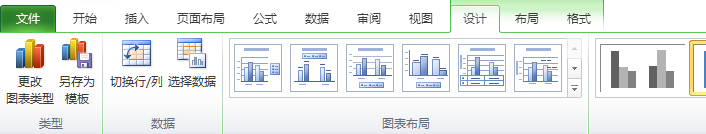 文件 开始 插入 页面布局 公式 数据 审阅 视图 设计 布局 格式
更改 另存为 切换行/列 选择数据
图表类型 模板
类型 数据 图表布局